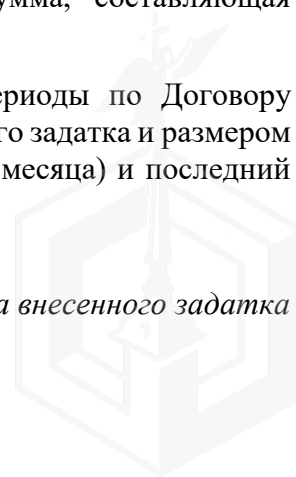 сумма, составляющая
периоды по Договору
го задатка и размером
месяца) и последний
а внесенного задатка